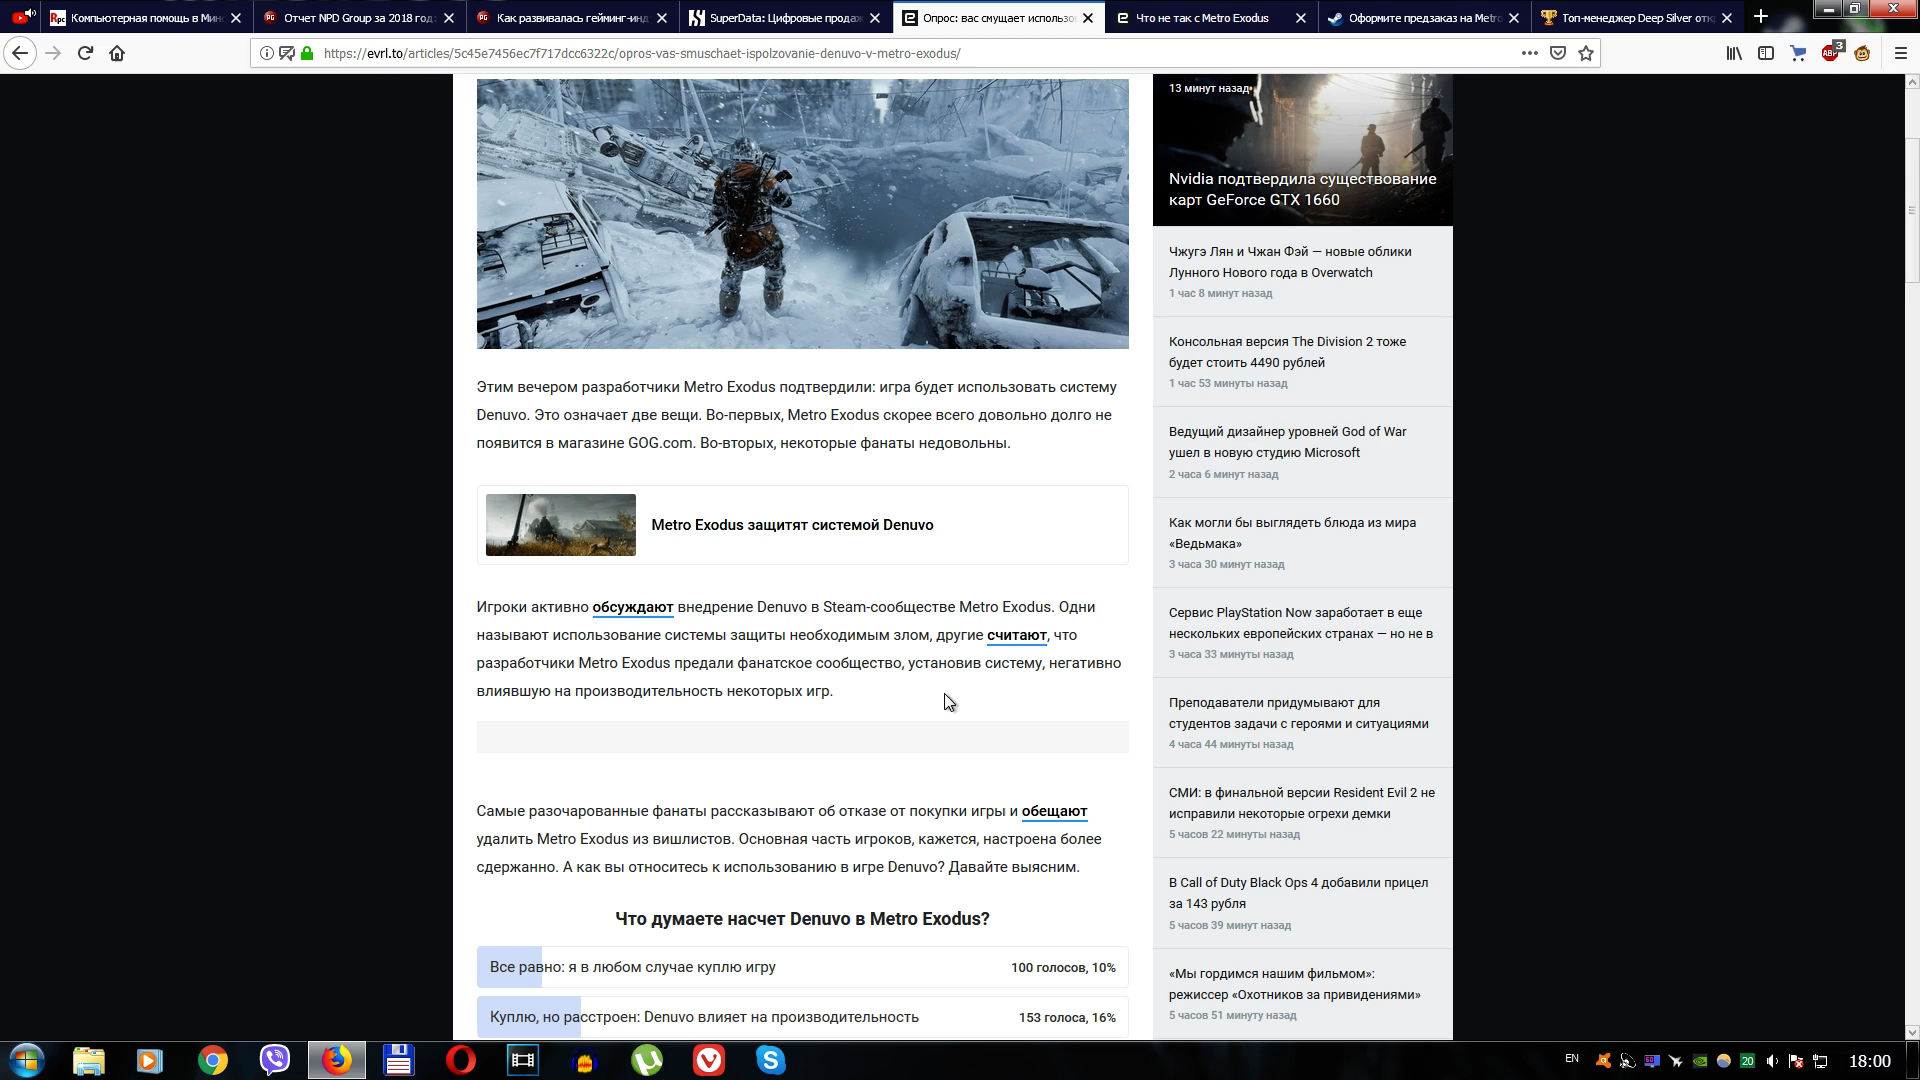 Компьютерная помощь в Мин
Отчет NPD Group за 2018 год
Как развивалась гейминг-инд
SuperData: Цифровые продаж
Опрос: вас смущает использо
Что не так с Metro Exodus
Оформите предзаказ на Metro
Топ-менеджер Deep Silver от
https://evrl.to/articles/5c45e7456ec7f717dcc6322c/opros-vas-smuschaet-ispolzovanie-denuvo-v-metro-exodus/
ABP
3
Этим вечером разработчики Metro Exodus подтвердили: игра будет использовать систему
Denuvo. Это означает две вещи. Во-первых, Metro Exodus скорее всего довольно долго не
появится в магазине GOG.com. Во-вторых, некоторые фанаты недовольны.
Metro Exodus защитят системой Denuvo
Игроки активно обсуждают внедрение Denuvo в Steam-сообществе Metro Exodus. Одни
называют использование системы защиты необходимым злом, другие считают, что
разработчики Metro Exodus предали фанатское сообщество, установив систему, негативно
влиявшую на производительность некоторых игр.
Самые разочарованные фанаты рассказывают об отказе от покупки игры и обещают
удалить Metro Exodus из вишлистов. Основная часть игроков, кажется, настроена более
сдержанно. А как вы относитесь к использованию в игре Denuvo? Давайте выясним.
Что думаете насчет Denuvo в Metro Exodus?
Все равно: я в любом случае куплю игру 100 голосов, 10%
Куплю, но расстроен: Denuvo влияет на производительность 153 голоса, 16%
13 минут назад
Nvidia подтвердила существование
карт GeForce GTX 1660
Чжугэ Лян и Чжан Фэй — новые облики
Лунного Нового года в Overwatch
1 час 8 минут назад
Консольная версия The Division 2 тоже
будет стоить 4490 рублей
1 час 53 минуты назад
Ведущий дизайнер уровней God of War
ушел в новую студию Microsoft
2 часа 6 минут назад
Как могли бы выглядеть блюда из мира
«Ведьмака»
3 часа 30 минут назад
Сервис PlayStation Now заработает в еще
нескольких европейских странах — но не в
3 часа 33 минуты назад
Преподаватели придумывают для
студентов задачи с героями и ситуациями
4 часа 44 минуты назад
СМИ: в финальной версии Resident Evil 2 не
исправили некоторые огрехи демки
5 часов 22 минуты назад
В Call of Duty Black Ops 4 добавили прицел
за 143 рубля
5 часов 39 минут назад
«Мы гордимся нашим фильмом»:
режиссер «Охотников за привидениями»
5 часов 51 минуту назад
EN
20
18:00